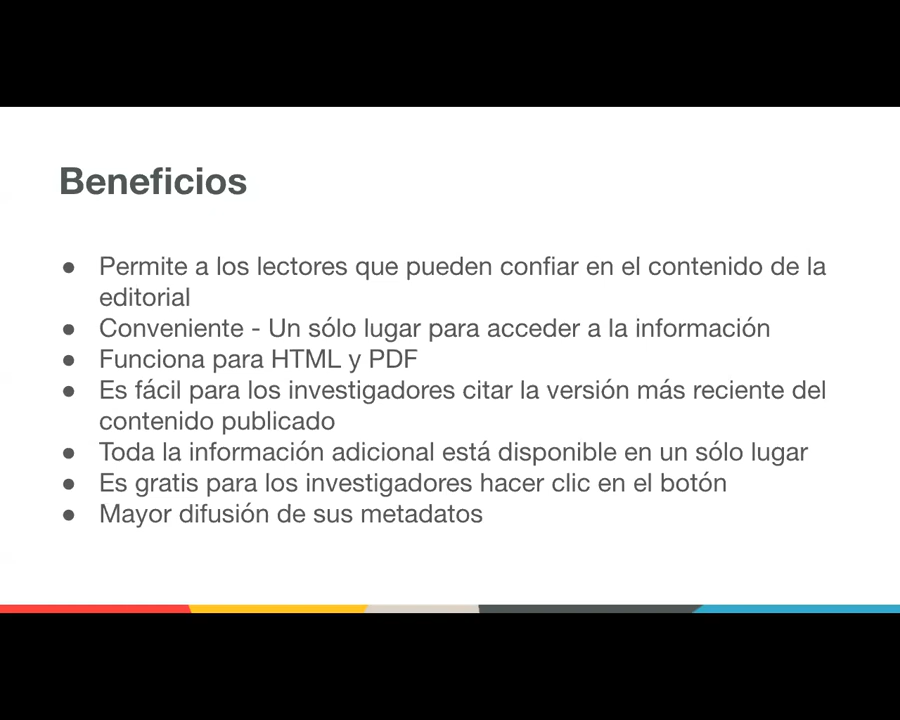 Beneficios
● Permite a los lectores que pueden confiar en el contenido de la
editorial
● Conveniente - Un sólo lugar para acceder a la información
● Funciona para HTML y PDF
● Es fácil para los investigadores citar la versión más reciente del
contenido publicado
● Toda la información adicional está disponible en un sólo lugar
● Es gratis para los investigadores hacer clic en el botón
● Mayor difusión de sus metadatos